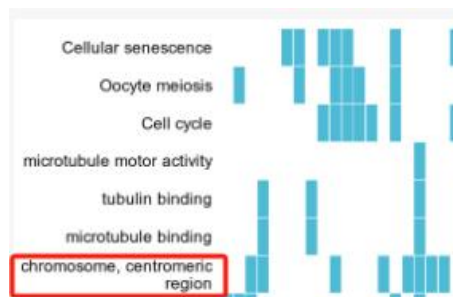 Cellular senescence
Oocyte meiosis
Cell cycle
microtubule motor activity
tubulin binding
microtubule binding
chromosome, centromeric
region